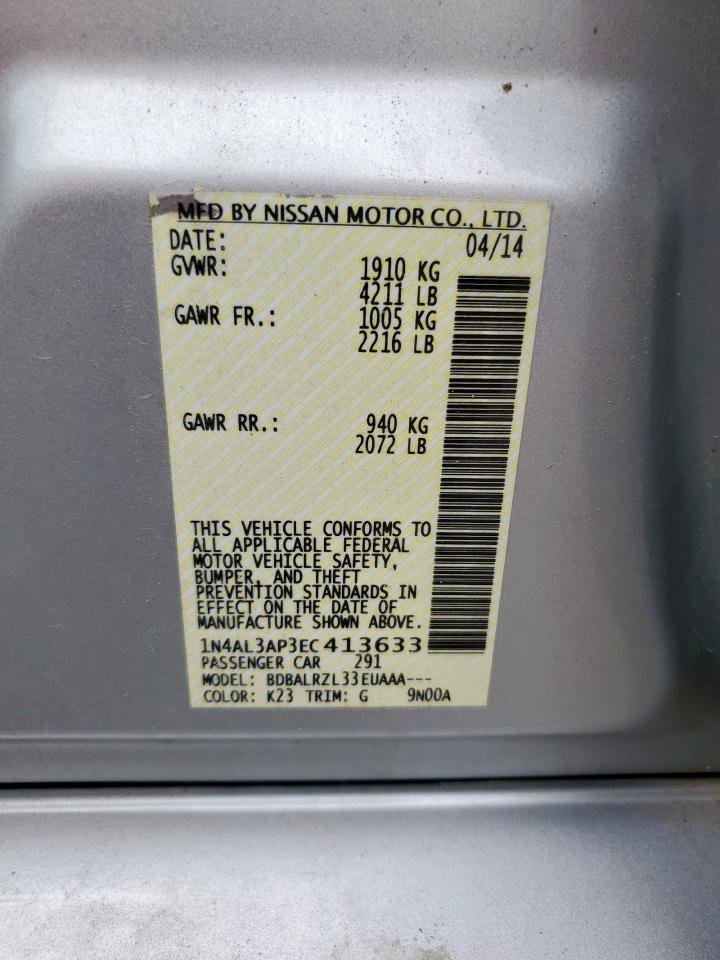 MFD BY NISSAN MOTOR CO., LTD.
DATE: 04/14
GVWR: 1910 KG
4211 LB
GAWR FR.: 1005 KG
2216 LB
GAWR RR.: 940 KG
2072 LB
THIS VEHICLE CONFORMS TO
ALL APPLICABLE FEDERAL
MOTOR VEHICLE SAFETY,
BUMPER, AND THEFT
PREVENTION STANDARDS IN
EFFECT ON THE DATE OF
MANUFACTURE SHOWN ABOVE.
1N4AL3AP3EC413633
PASSENGER CAR 291
MODEL: BDBALRZL33EUAAA---
COLOR: K23 TRIM: G 9N00A